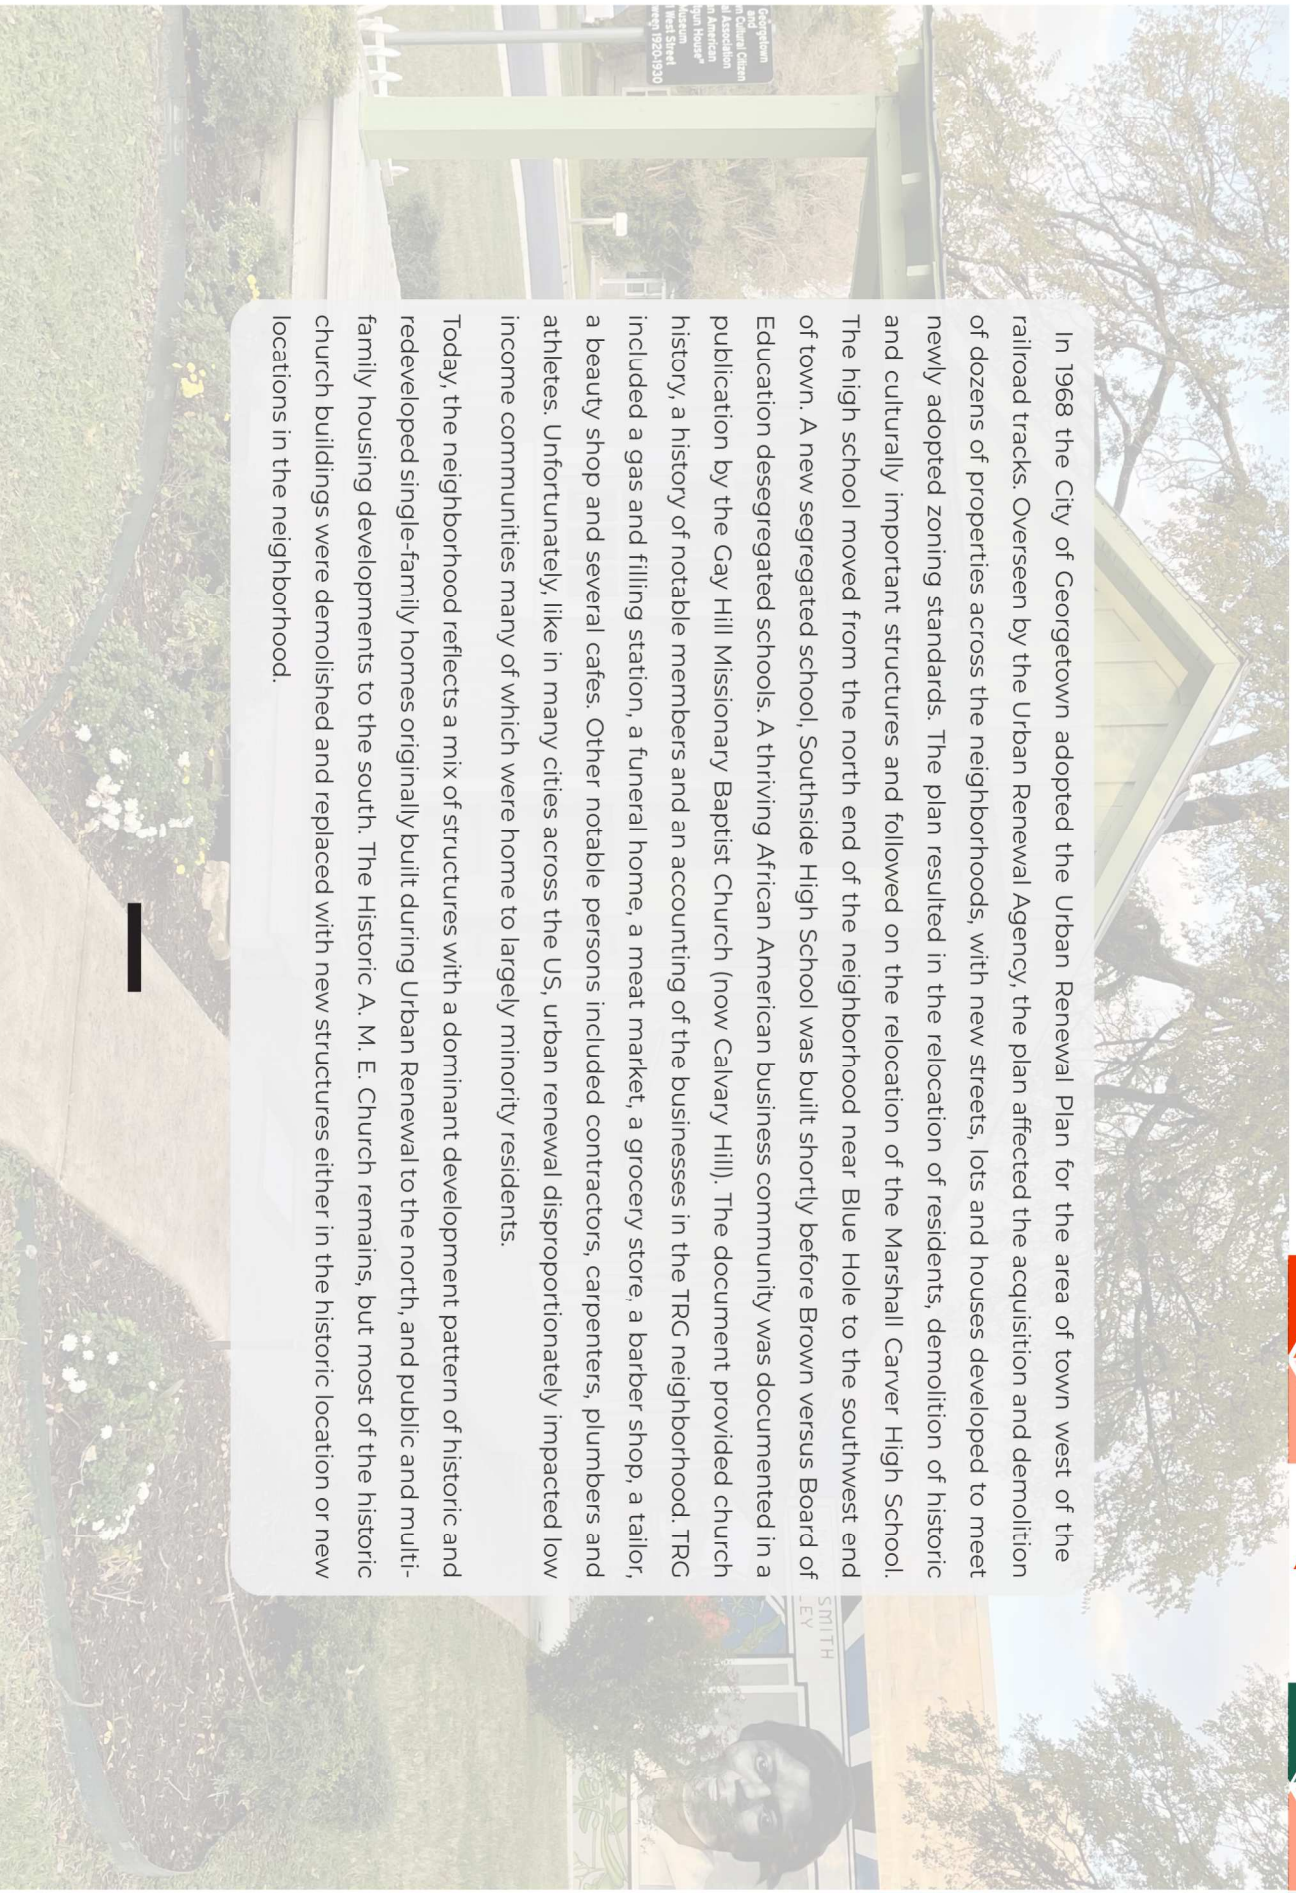 In 1968 the City of Georgetown adopted the Urban Renewal Plan for the area of town west of the
railroad tracks. Overseen by the Urban Renewal Agency, the plan affected the acquisition and demolition
of dozens of properties across the neighborhoods, with new streets, lots and houses developed to meet
newly adopted zoning standards. The plan resulted in the relocation of residents, demolition of historic
and culturally important structures and followed on the relocation of the Marshall Carver High School.
The high school moved from the north end of the neighborhood near Blue Hole to the southwest end
of town. A new segregated school, Southside High School was built shortly before Brown versus Board of
Education desegregated schools. A thriving African American business community was documented in a
publication by the Gay Hill Missionary Baptist Church (now Calvary Hill). The document provided church
history, a history of notable members and an accounting of the businesses in the TRG neighborhood. TRG
included a gas and filling station, a funeral home, a meat market, a grocery store, a barber shop, a tailor,
a beauty shop and several cafes. Other notable persons included contractors, carpenters, plumbers and
athletes. Unfortunately, like in many cities across the US, urban renewal disproportionately impacted low
income communities many of which were home to largely minority residents.
Today, the neighborhood reflects a mix of structures with a dominant development pattern of historic and
redeveloped single-family homes originally built during Urban Renewal to the north, and public and multi-
family housing developments to the south. The Historic A. M. E. Church remains, but most of the historic
church buildings were demolished and replaced with new structures either in the historic location or new
locations in the neighborhood.
Georgetown
and
Cultural Citizen
Association
American
House"
Museum
West Street
1920-1930
SMITH
EY